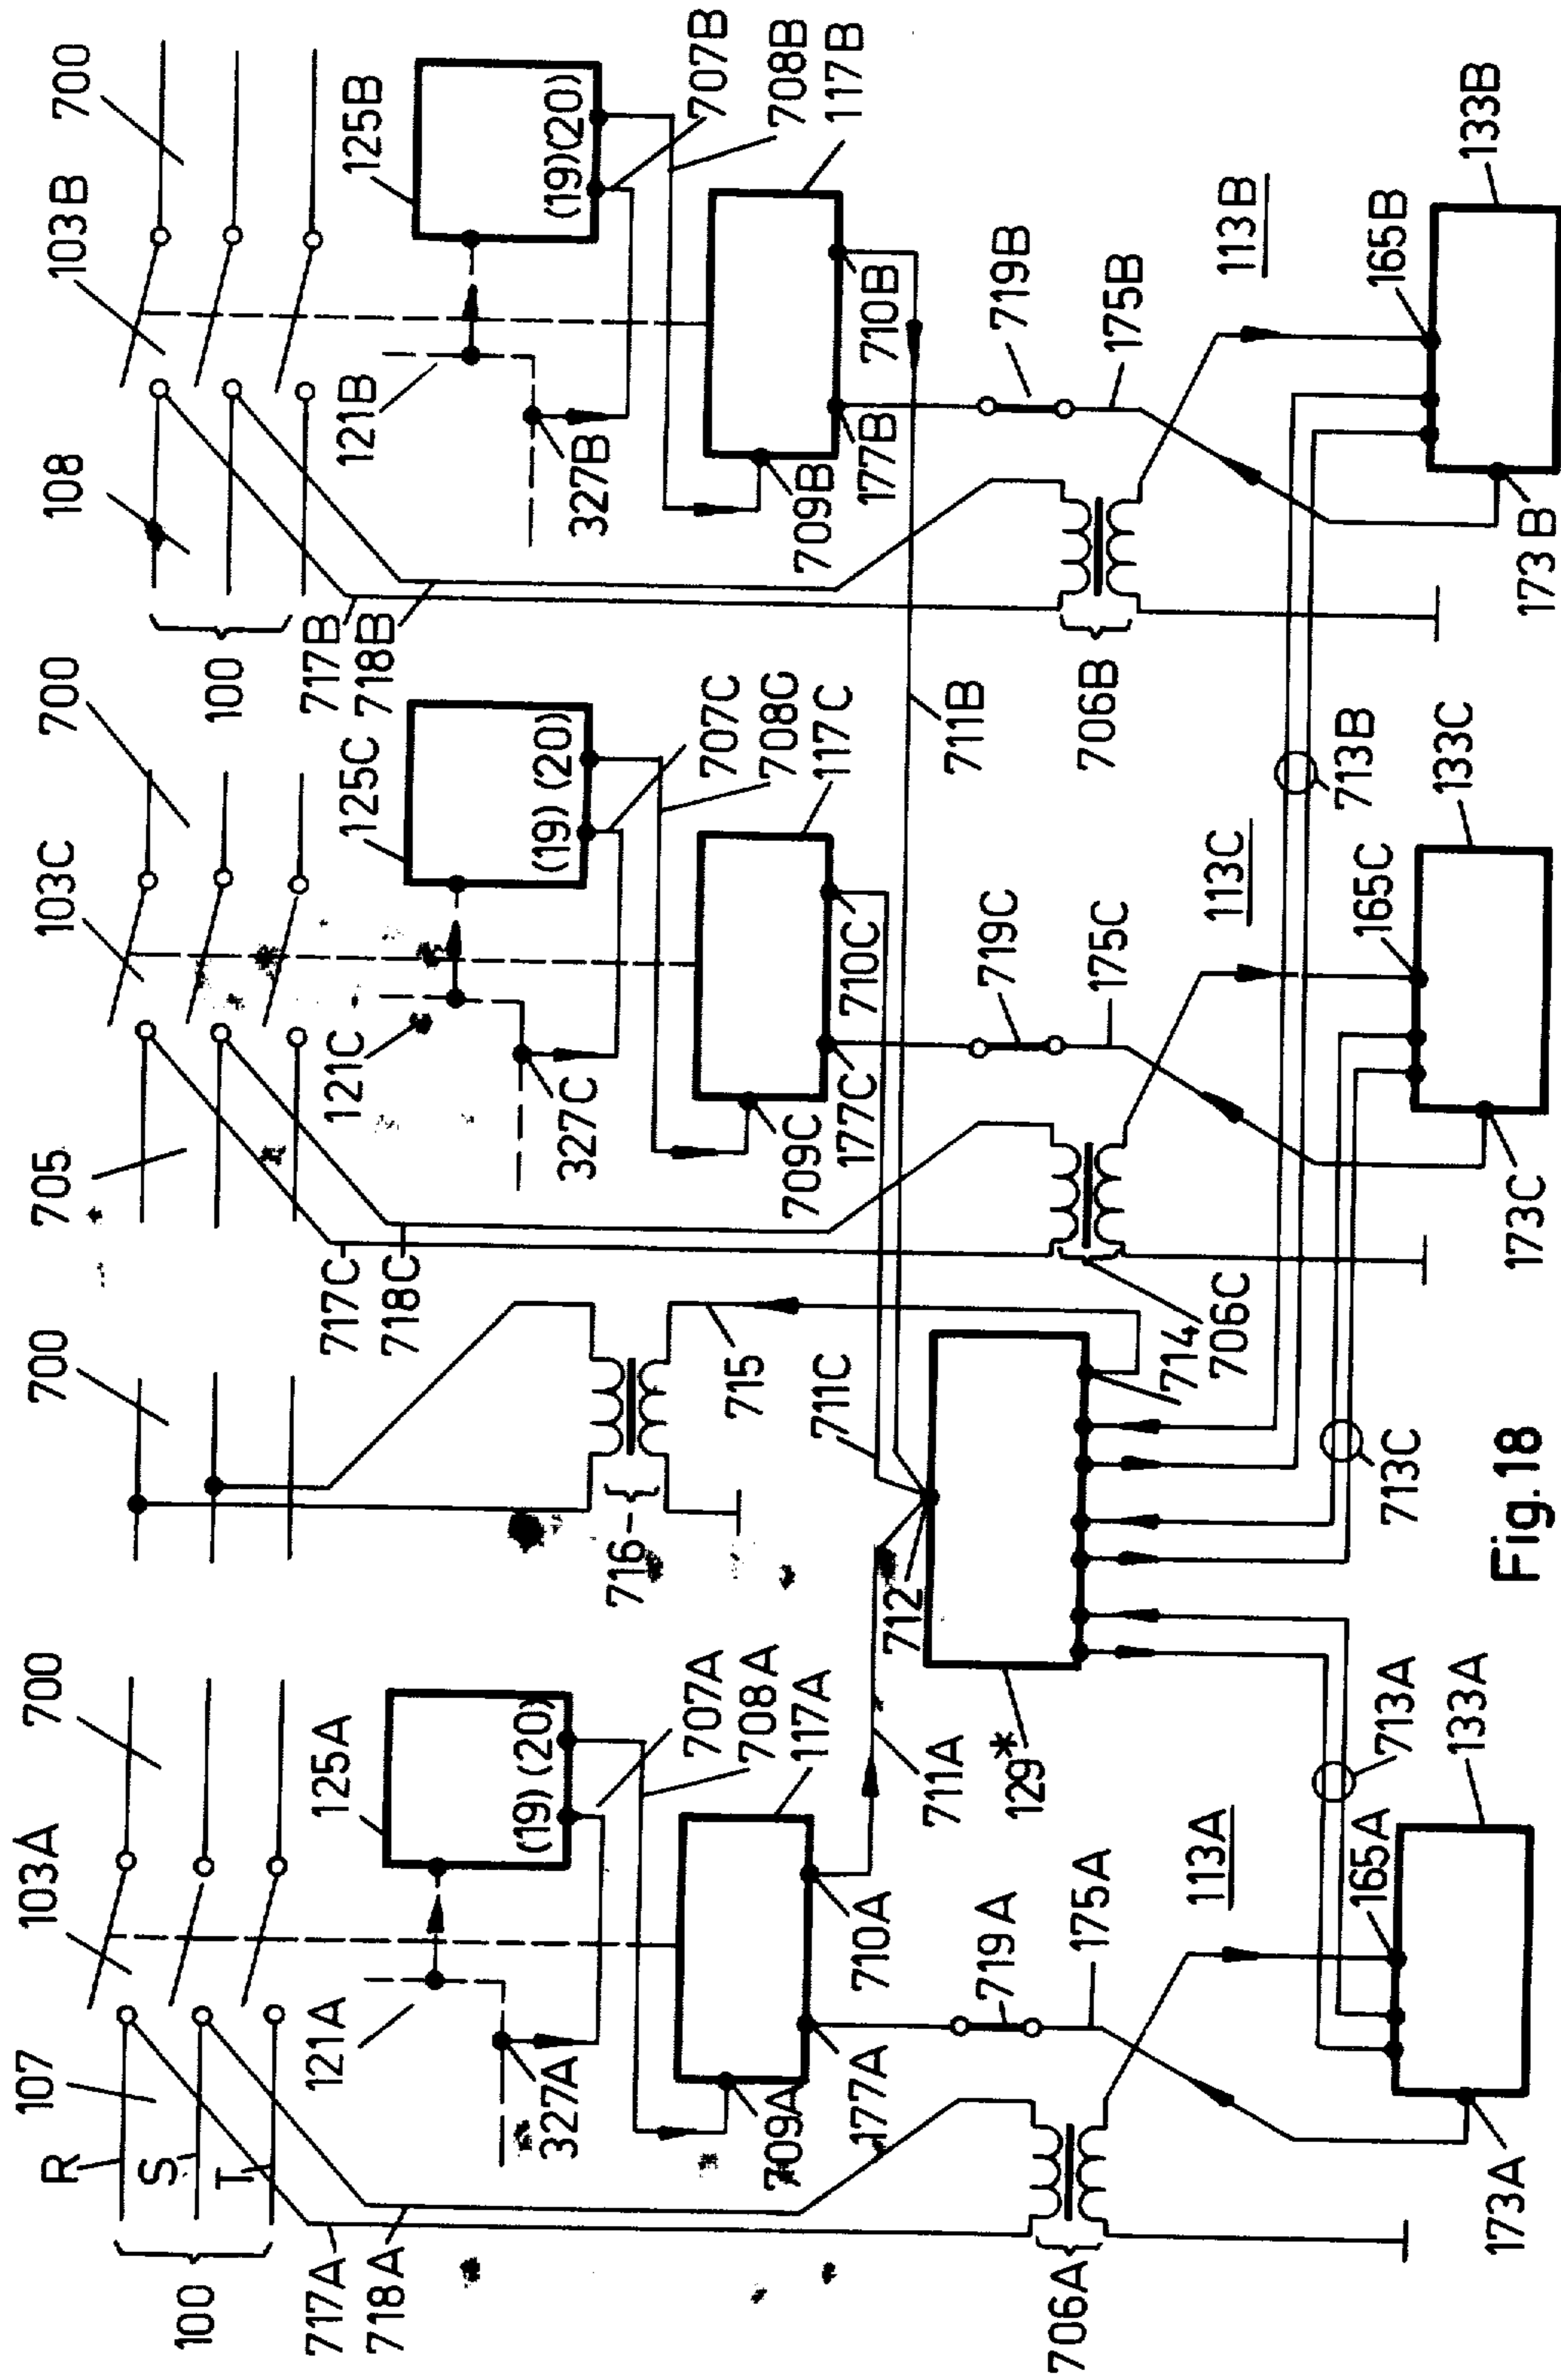 R
S
T
100
107
103A
700
717A
718A
121A
327A
125A
(19) (20)
707A
708A
117A
709A
177A
710A
711A
706A
719A
175A
113A
165A
173A
713A
133A
129*
700
716
715
712
711C
714
706C
705
103C
700
717C
718C
121C
327C
125C
(19) (20)
707C
708G
117C
709C
177C
710C
719C
175C
113C
165C
173C
713C
133C
100
108
103B
700
717B
718B
121B
327B
125B
(19)(20)
707B
708B
117B
709B
177B
710B
711B
706B
719B
175B
113B
165B
173B
713B
133B
Fig.18